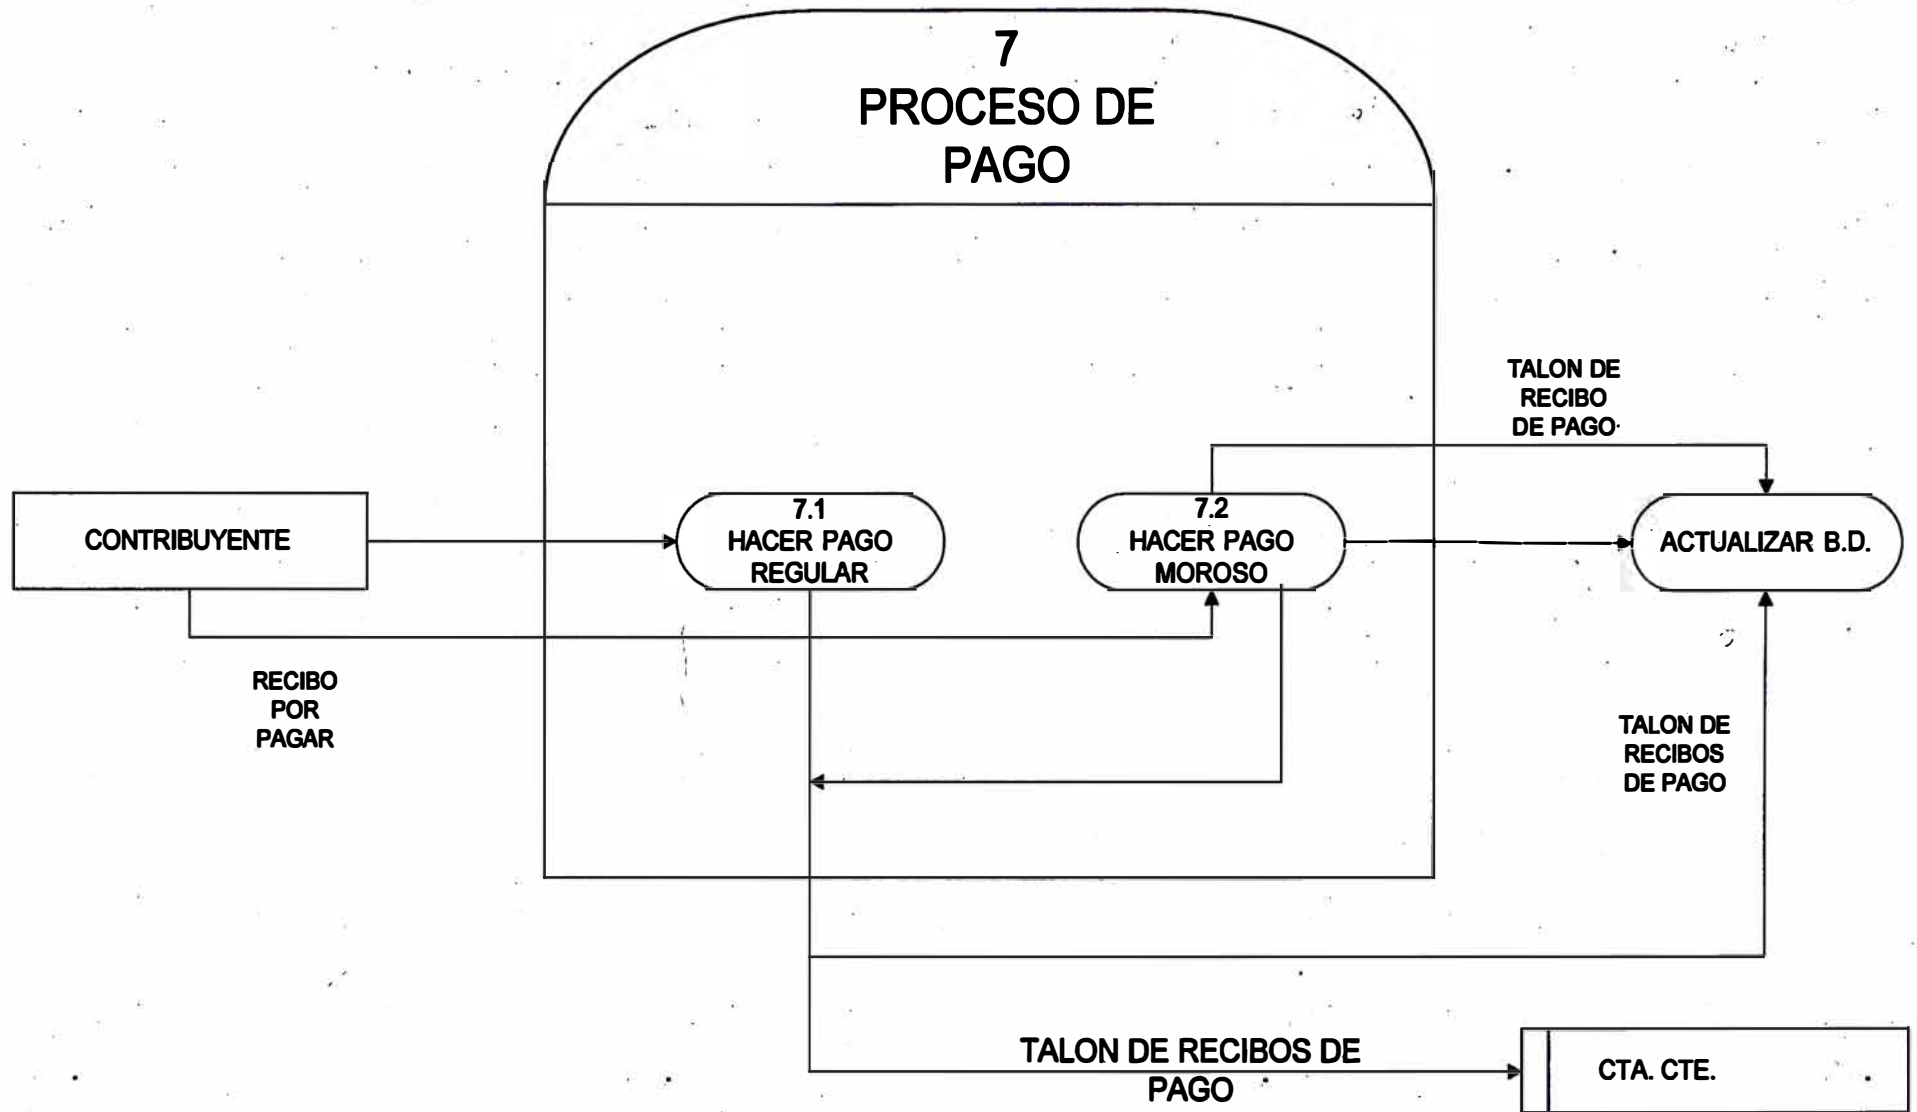 7
PROCESO DE
PAGO
TALON DE
RECIBO
DE PAGO
CONTRIBUYENTE
7.1
HACER PAGO
REGULAR
7.2
HACER PAGO
MOROSO
ACTUALIZAR B.D.
RECIBO
POR
PAGAR
TALON DE
RECIBOS
DE PAGO
TALON DE RECIBOS DE
PAGO
CTA. CTE.